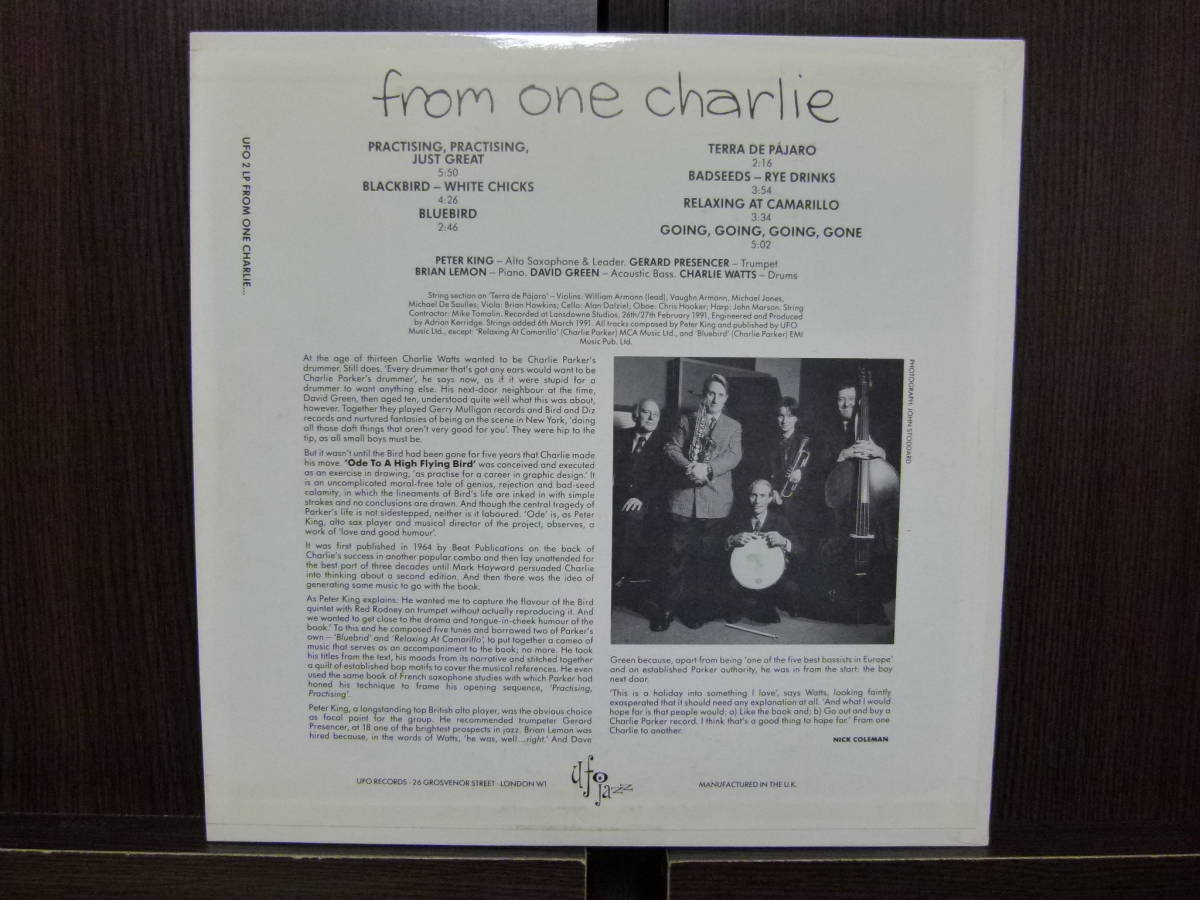 from one charlie
UFO 2 LP FROM ONE CHARLIE...
PRACTISING, PRACTISING,
JUST GREAT
5:50
BLACKBIRD – WHITE CHICKS
4:26
BLUEBIRD
2:46
TERRA DE PÁJARO
2:16
BADSEEDS – RYE DRINKS
3:54
RELAXING AT CAMARILLO
3:34
GOING, GOING, GOING, GONE
5:02
PETER KING – Alto Saxophone & Leader. GERARD PRESENCER – Trumpet
BRIAN LEMON – Piano. DAVID GREEN – Acoustic Bass. CHARLIE WATTS – Drums
String section on 'Terra de Pájaro' – Violins: William Armann (lead), Vaughn Armann, Michael Jones,
Michael De Saulles; Viola: Brian Hawkins; Cello: Alan Dalziel; Oboe: Chris Hooker; Harp: John Marson. String
Contractor: Mike Tomalin. Recorded at Lansdowne Studios, 26th/27th February 1991, Engineered and Produced
by Adrian Kerridge. Strings added 6th March 1991. All tracks composed by Peter King and published by UFO
Music Ltd., except: 'Relaxing At Camarillo' (Charlie Parker) MCA Music Ltd., and 'Bluebird' (Charlie Parker) EMI
Music Pub. Ltd.
At the age of thirteen Charlie Watts wanted to be Charlie Parker's
drummer. Still does. 'Every drummer that's got any ears would want to be
Charlie Parker's drummer', he says now, as if it were stupid for a
drummer to want anything else. His next-door neighbour at the time,
David Green, then aged ten, understood quite well what this was about,
however. Together they played Gerry Mulligan records and Bird and Diz
records and nurtured fantasies of being on the scene in New York, 'doing
all those daft things that aren't very good for you'. They were hip to the
tip, as all small boys must be.
But it wasn't until the Bird had been gone for five years that Charlie made
his move. 'Ode To A High Flying Bird' was conceived and executed
as an exercise in drawing, 'as practise for a career in graphic design.' It
is an uncomplicated moral-free tale of genius, rejection and bad-seed
calamity, in which the lineaments of Bird's life are inked in with simple
strokes and no conclusions are drawn. And though the central tragedy of
Parker's life is not sidestepped, neither is it laboured. 'Ode' is, as Peter
King, alto sax player and musical director of the project, observes, a
work of 'love and good humour'.
It was first published in 1964 by Beat Publications on the back of
Charlie's success in another popular combo and then lay unattended for
the best part of three decades until Mark Hayward persuaded Charlie
into thinking about a second edition. And then there was the idea of
generating some music to go with the book.
As Peter King explains: He wanted me to capture the flavour of the Bird
quintet with Red Rodney on trumpet without actually reproducing it. And
we wanted to get close to the drama and tongue-in-cheek humour of the
book.' To this end he composed five tunes and borrowed two of Parker's
own – 'Bluebrid' and 'Relaxing At Camarillo', to put together a cameo of
music that serves as an accompaniment to the book; no more. He took
his titles from the text, his moods from its narrative and stitched together
a quilt of established bop motifs to cover the musical references. He even
used the same book of French saxophone studies with which Parker had
honed his technique to frame his opening sequence, 'Practising,
Practising'.
Peter King, a longstanding top British alto player, was the obvious choice
as focal point for the group. He recommended trumpeter Gerard
Presencer, at 18 one of the brightest prospects in jazz. Brian Lemon was
hired because, in the words of Watts, 'he was, well...right.' And Dave
PHOTOGRAPH: JOHN STODDARD
Green because, apart from being 'one of the five best bassists in Europe'
and an established Parker authority, he was in from the start: the boy
next door.
'This is a holiday into something I love', says Watts, looking faintly
exasperated that it should need any explanation at all. 'And what I would
hope for is that people would: a) Like the book and; b) Go out and buy a
Charlie Parker record. I think that's a good thing to hope for.' From one
Charlie to another.
NICK COLEMAN
UFO RECORDS · 26 GROSVENOR STREET · LONDON W1
ufo
jazz
MANUFACTURED IN THE U.K.